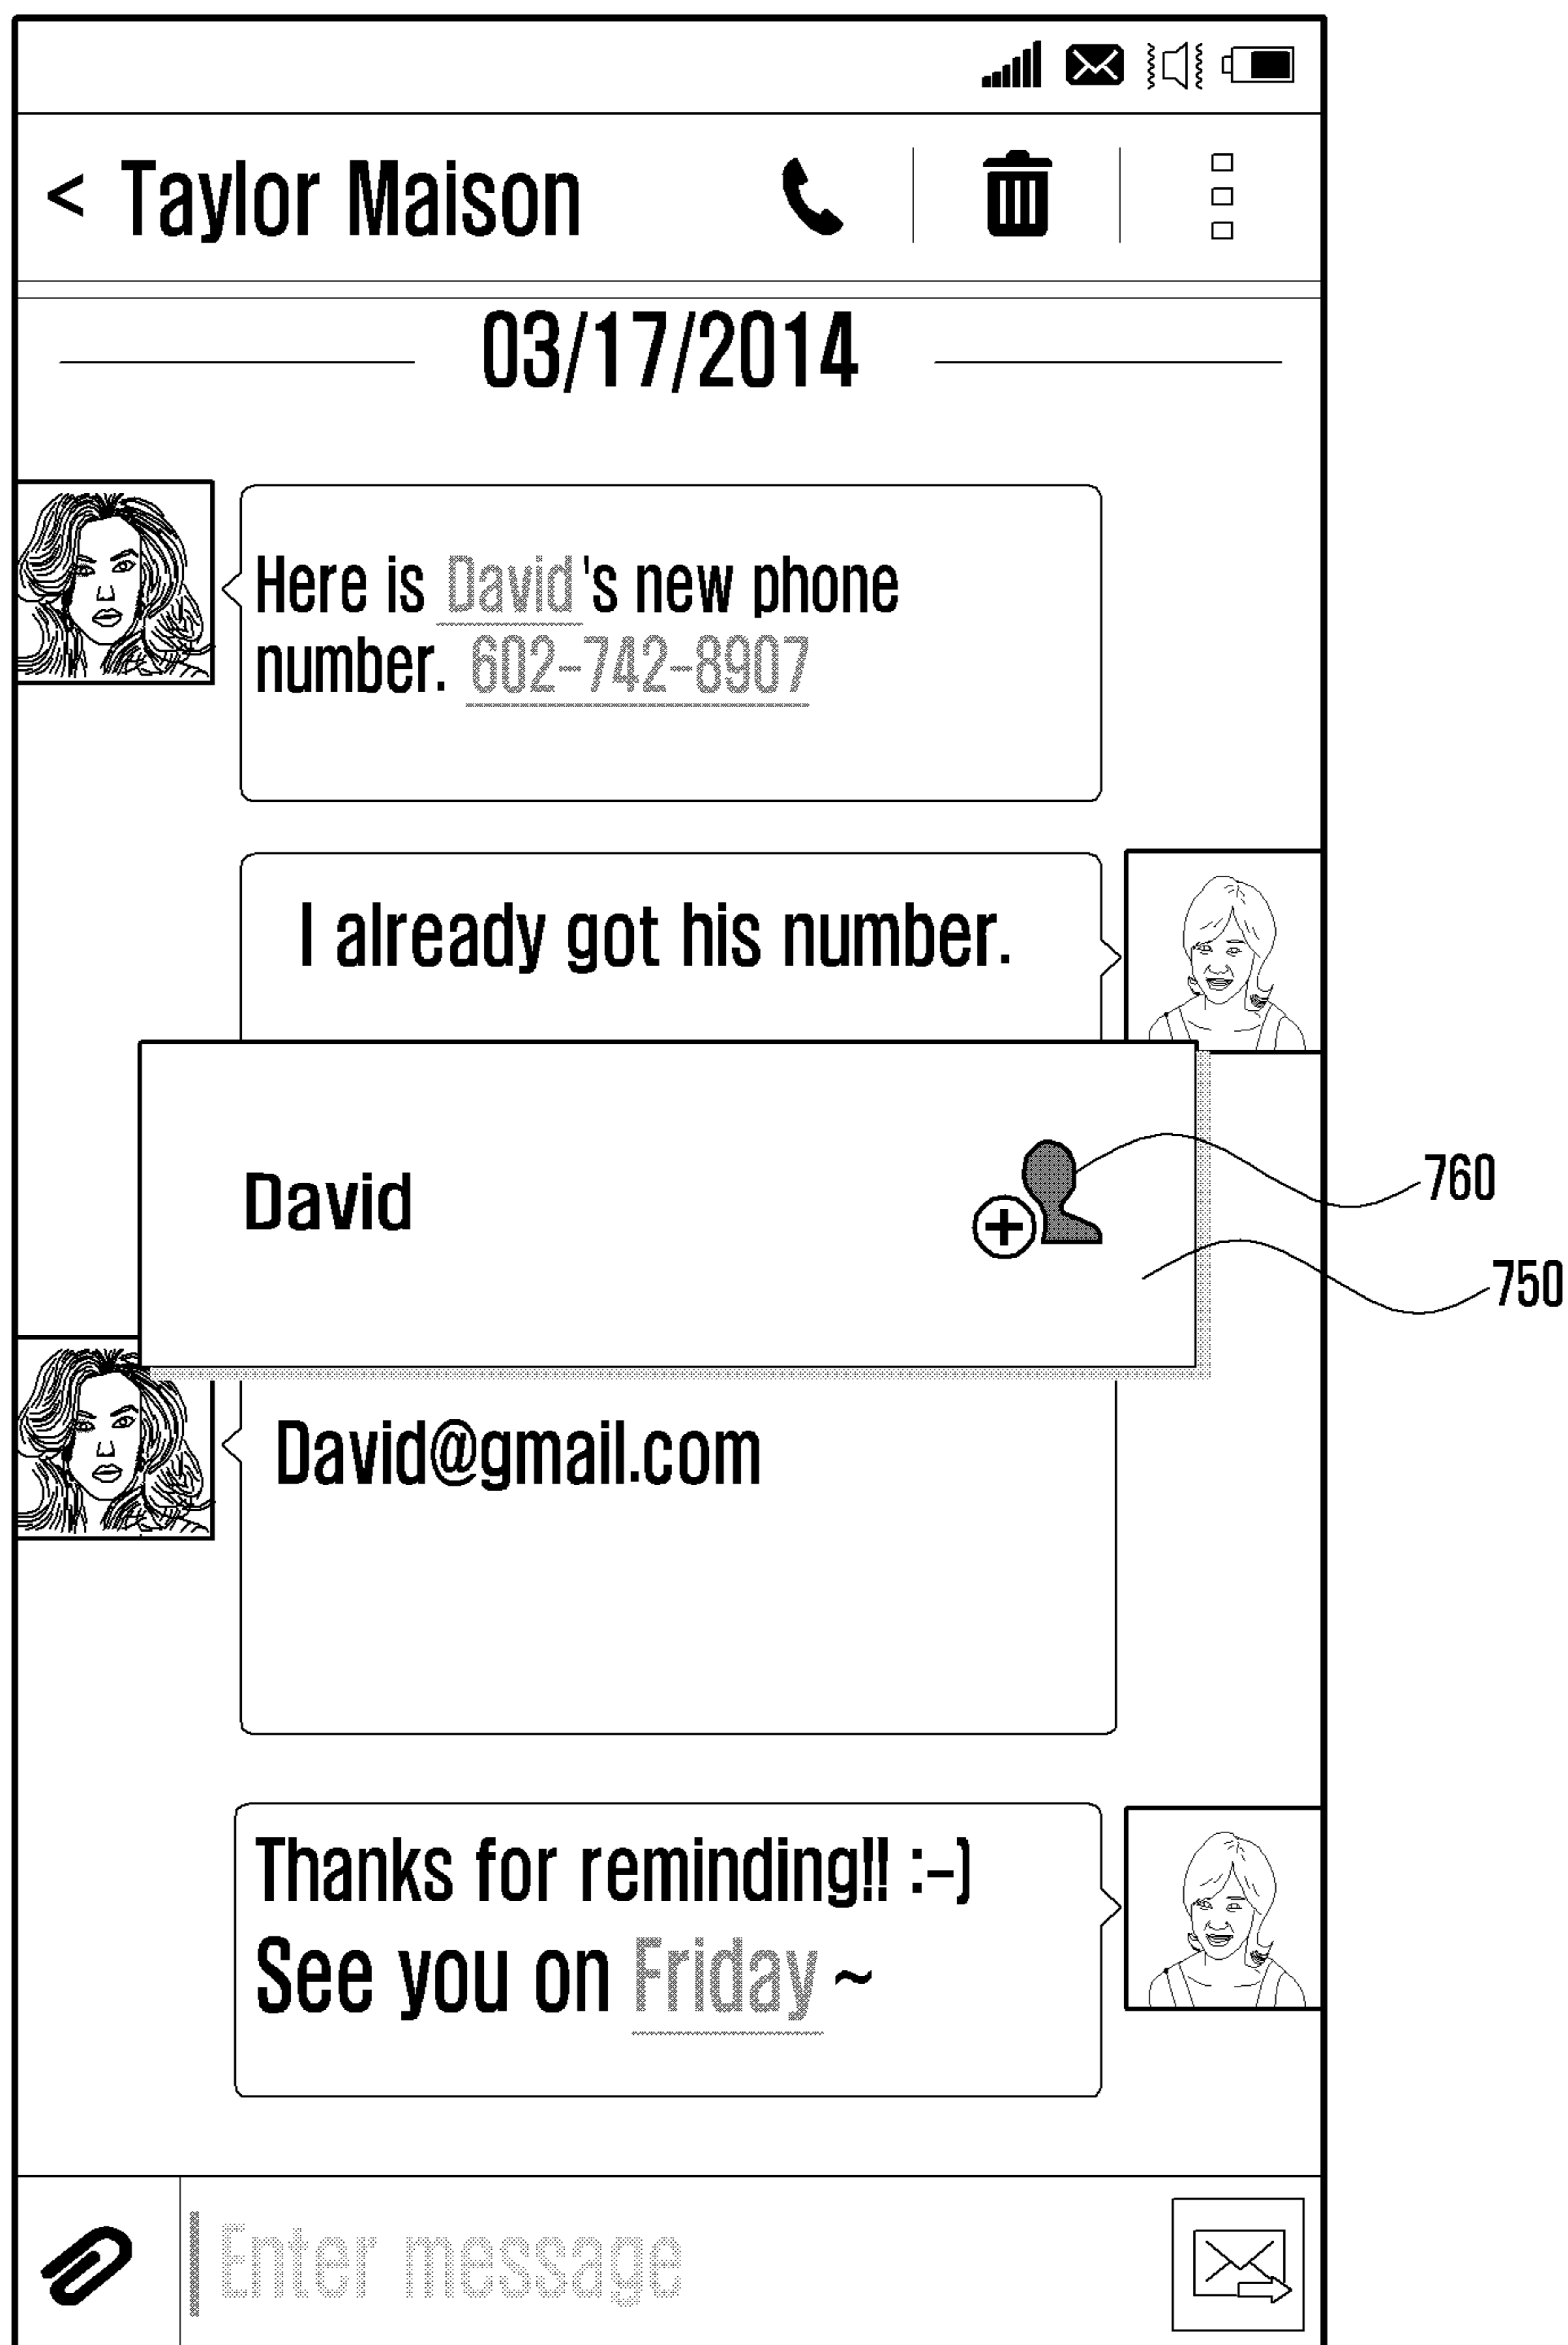 < Taylor Maison
03/17/2014
Here is David's new phone
number. 602-742-8907
I already got his number.
David
760
750
David@gmail.com
Thanks for reminding!! :-)
See you on Friday ~
Enter message